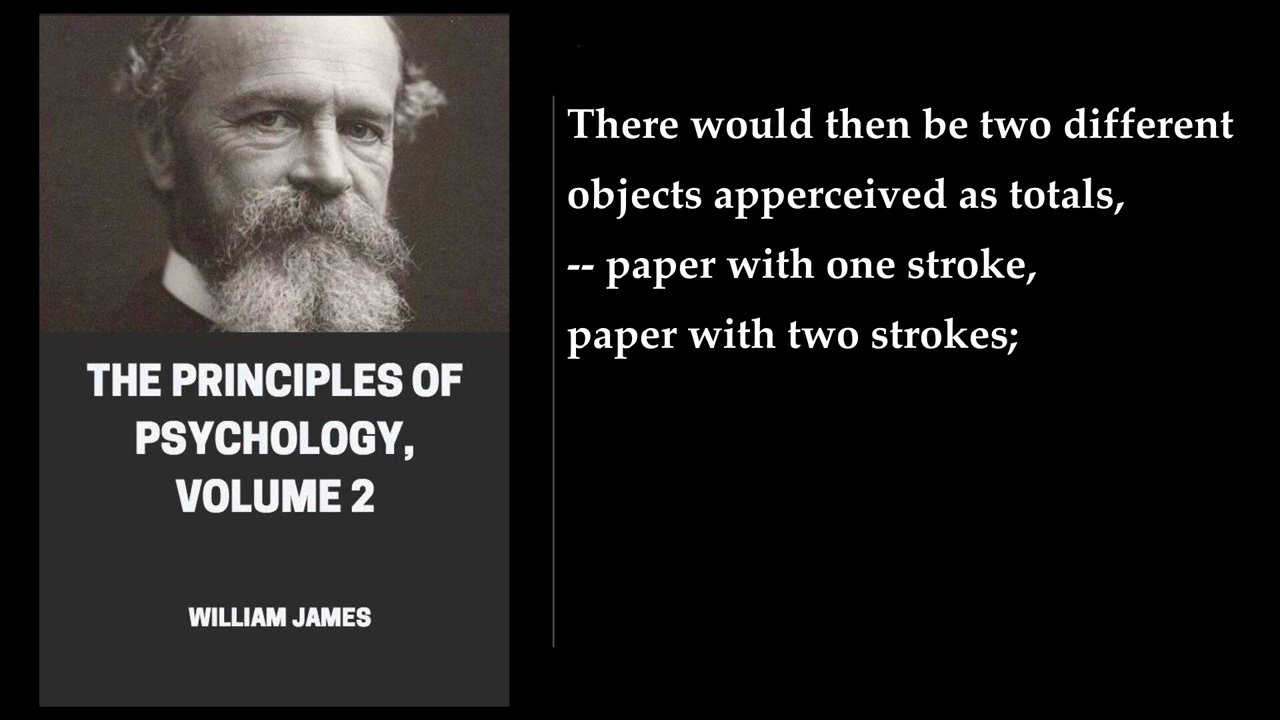 THE PRINCIPLES OF
PSYCHOLOGY,
VOLUME 2
WILLIAM JAMES
There would then be two different
objects apperceived as totals,
-- paper with one stroke,
paper with two strokes;